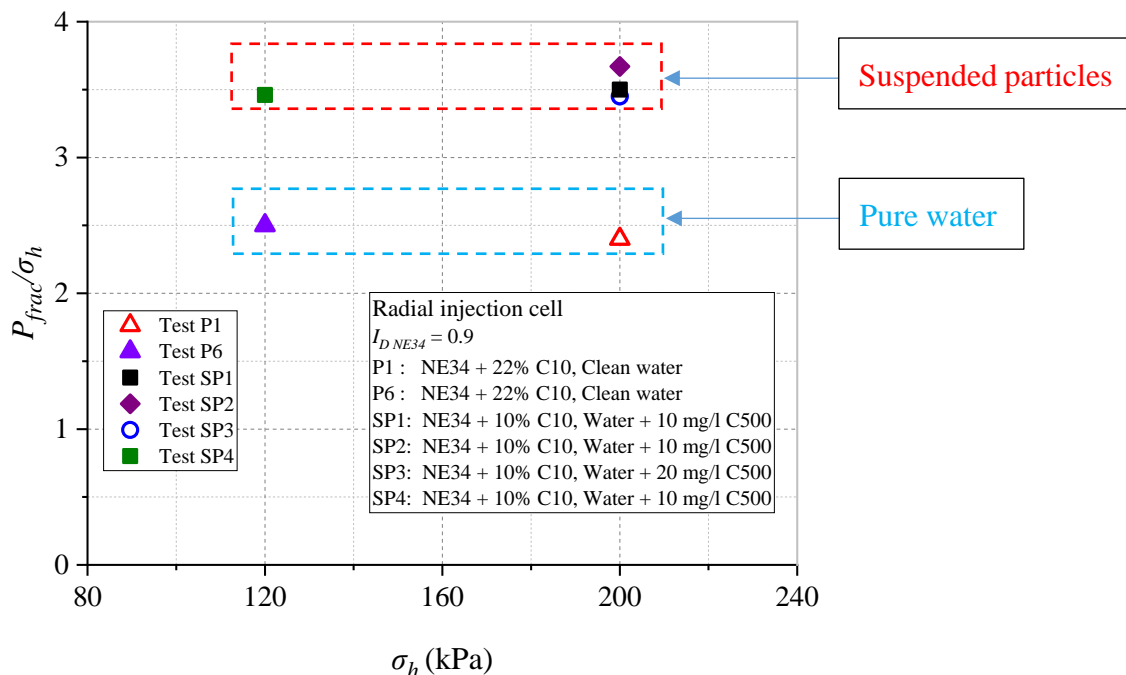 4
3
2
1
0
80
120
160
200
240
P_frac/σ_h
σ_h (kPa)
Suspended particles
Pure water
Test P1
Test P6
Test SP1
Test SP2
Test SP3
Test SP4
Radial injection cell
I_D NE34 = 0.9
P1 : NE34 + 22% C10, Clean water
P6 : NE34 + 22% C10, Clean water
SP1: NE34 + 10% C10, Water + 10 mg/l C500
SP2: NE34 + 10% C10, Water + 10 mg/l C500
SP3: NE34 + 10% C10, Water + 20 mg/l C500
SP4: NE34 + 10% C10, Water + 10 mg/l C500